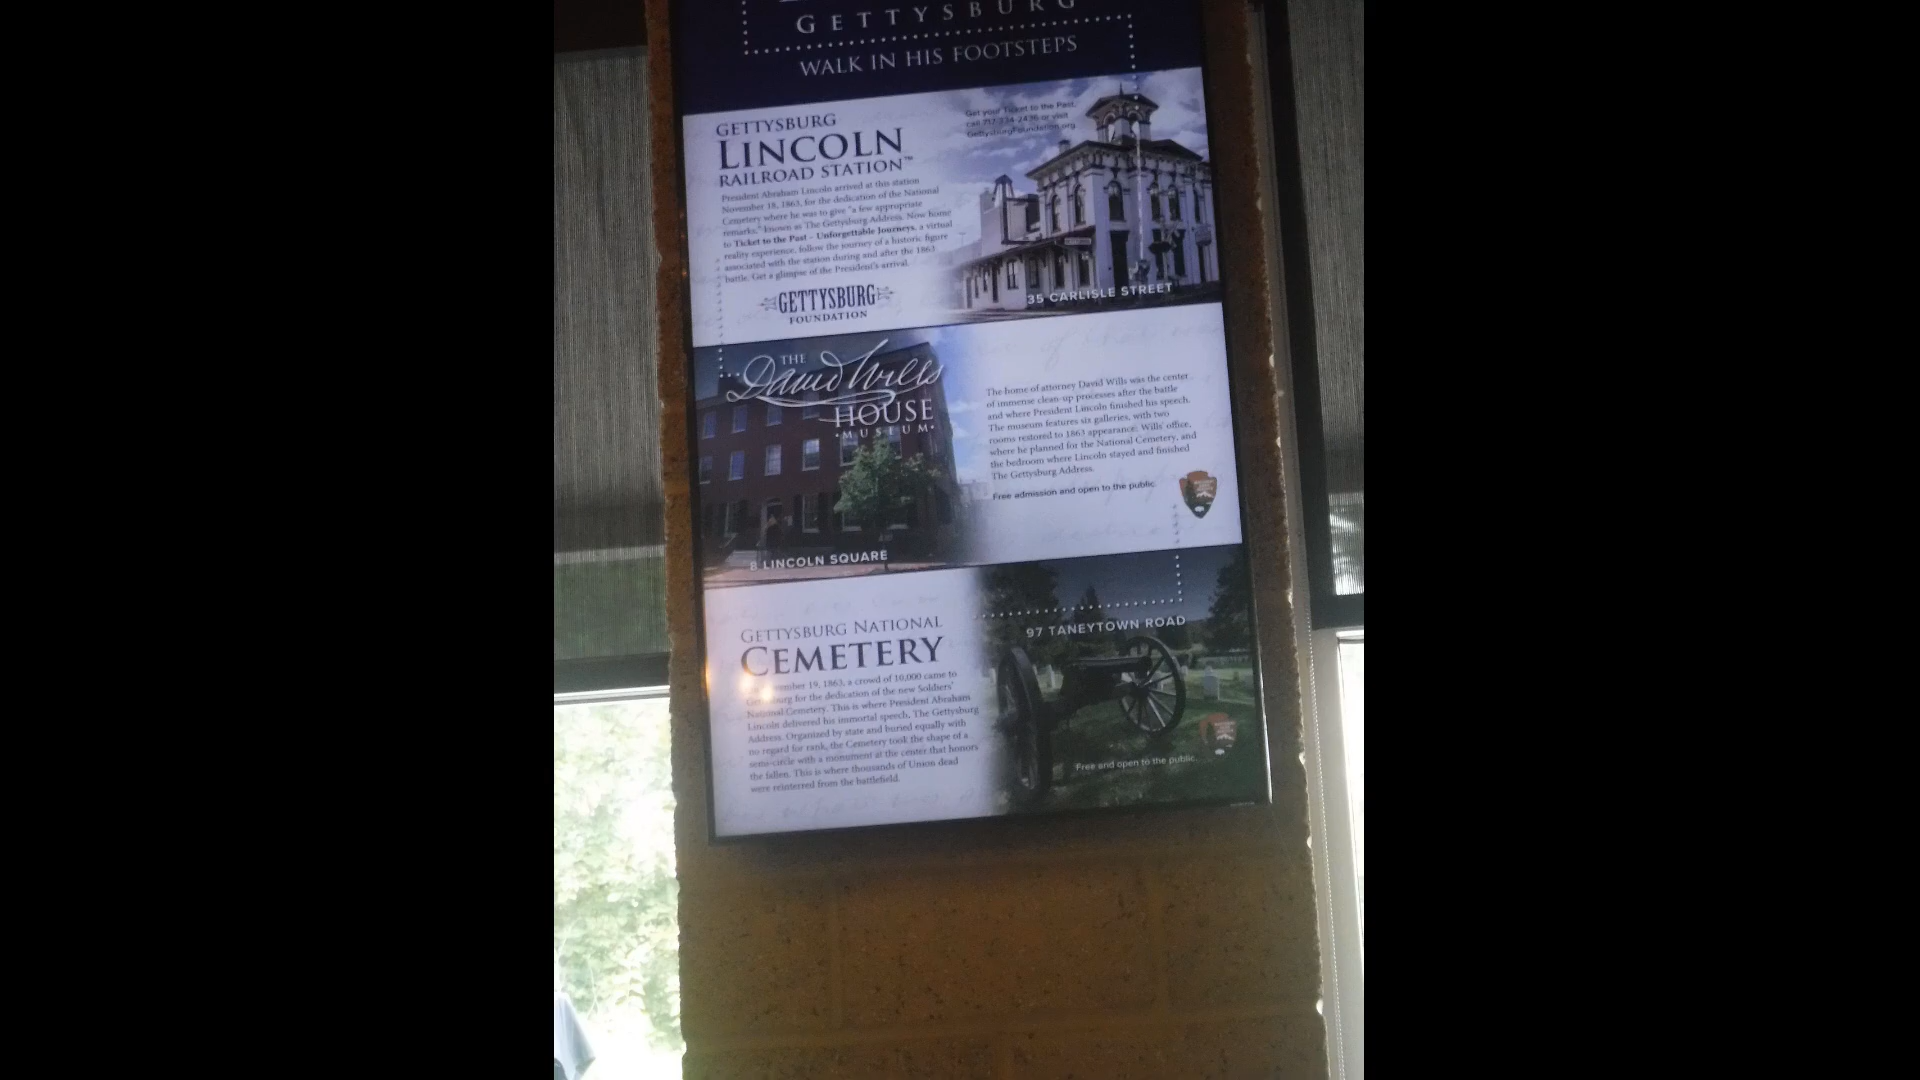 GETTYSBURG
WALK IN HIS FOOTSTEPS
GETTYSBURG
LINCOLN
RAILROAD STATION™
President Abraham Lincoln arrived at this station
November 18, 1863, for the dedication of the National
Cemetery where he was to give "a few appropriate
remarks," known as The Gettysburg Address. Now home
to Ticket to the Past – Unforgettable Journeys, a virtual
reality experience, follow the journey of a historic figure
associated with the station during and after the 1863
battle. Get a glimpse of the President's arrival.
GETTYSBURG
FOUNDATION
Get your Ticket to the Past,
call 717-334-2436 or visit
GettysburgFoundation.org
35 CARLISLE STREET
THE
David Wills
HOUSE
•MUSEUM•
8 LINCOLN SQUARE
The home of attorney David Wills was the center
of immense clean-up processes after the battle
and where President Lincoln finished his speech.
The museum features six galleries, with two
rooms restored to 1863 appearance: Wills' office,
where he planned for the National Cemetery, and
the bedroom where Lincoln stayed and finished
The Gettysburg Address.
Free admission and open to the public.
GETTYSBURG NATIONAL
CEMETERY
19, 1863, a crowd of 10,000 came to
Gettysburg for the dedication of the new Soldiers'
National Cemetery. This is where President Abraham
Lincoln delivered his immortal speech, The Gettysburg
Address. Organized by state and buried equally with
no regard for rank, the Cemetery took the shape of a
semi-circle with a monument at the center that honors
the fallen. This is where thousands of Union dead
were reinterred from the battlefield.
97 TANEYTOWN ROAD
Free and open to the public.